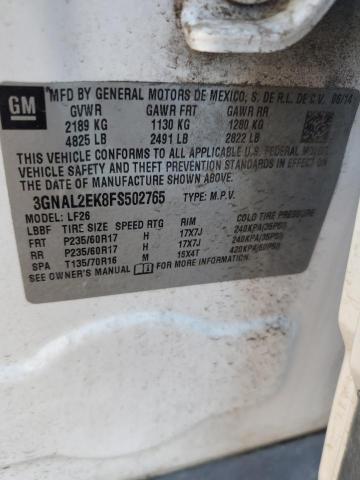 GM
MFD BY GENERAL MOTORS DE MEXICO, S. DE R.L. DE C.V. 06/14
GVWR GAWR FRT GAWR RR
2189 KG 1130 KG 1280 KG
4825 LB 2491 LB 2822 LB
THIS VEHICLE CONFORMS TO ALL APPLICABLE U.S. FEDERAL MOTOR
VEHICLE SAFETY AND THEFT PREVENTION STANDARDS IN EFFECT ON
THE DATE OF MANUFACTURE SHOWN ABOVE.
3GNAL2EK8FS502765 TYPE: M.P.V.
MODEL: LF26
LBBF TIRE SIZE SPEED RTG RIM COLD TIRE PRESSURE
FRT P235/60R17 H 17X7J 240KPA(35PSI)
RR P235/60R17 H 17X7J 240KPA(35PSI)
SPA T135/70R16 M 15X4T 420KPA(60PSI)
SEE OWNER'S MANUAL FOR MORE INFORMATION.